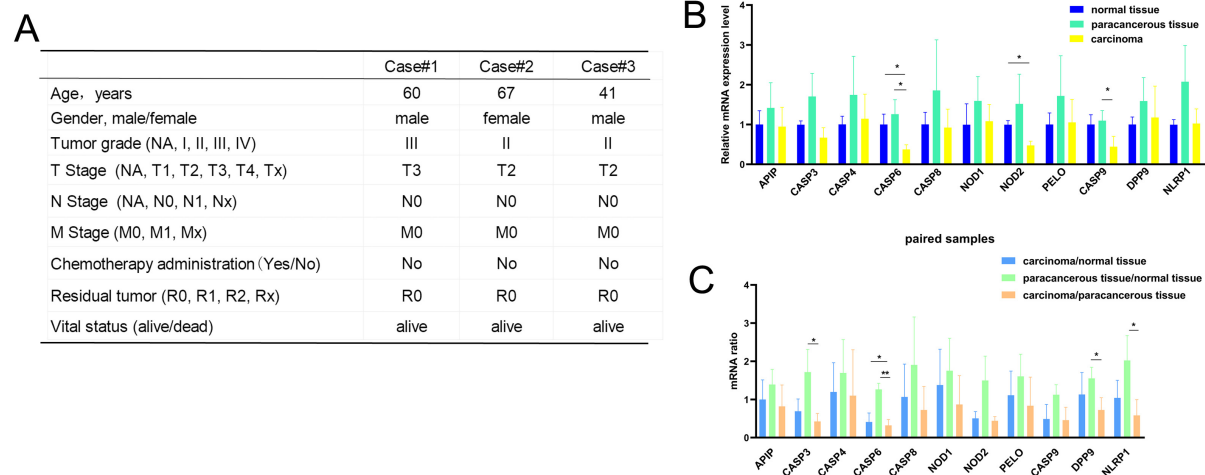 A
Case#1 Case#2 Case#3
Age，years 60 67 41
Gender, male/female male female male
Tumor grade (NA, I, II, III, IV) III II II
T Stage (NA, T1, T2, T3, T4, Tx) T3 T2 T2
N Stage (NA, N0, N1, Nx) N0 N0 N0
M Stage (M0, M1, Mx) M0 M0 M0
Chemotherapy administration（Yes/No) No No No
Residual tumor (R0, R1, R2, Rx) R0 R0 R0
Vital status (alive/dead) alive alive alive
B
normal tissue
paracancerous tissue
carcinoma
Relative mRNA expression level
4
3
2
1
0
* * * *
APIP CASP3 CASP4 CASP6 CASP8 NOD1 NOD2 PELO CASP9 DPP9 NLRP1
C
paired samples
carcinoma/normal tissue
paracancerous tissue/normal tissue
carcinoma/paracancerous tissue
mRNA ratio
4
3
2
1
0
* * ** * *
APIP CASP3 CASP4 CASP6 CASP8 NOD1 NOD2 PELO CASP9 DPP9 NLRP1